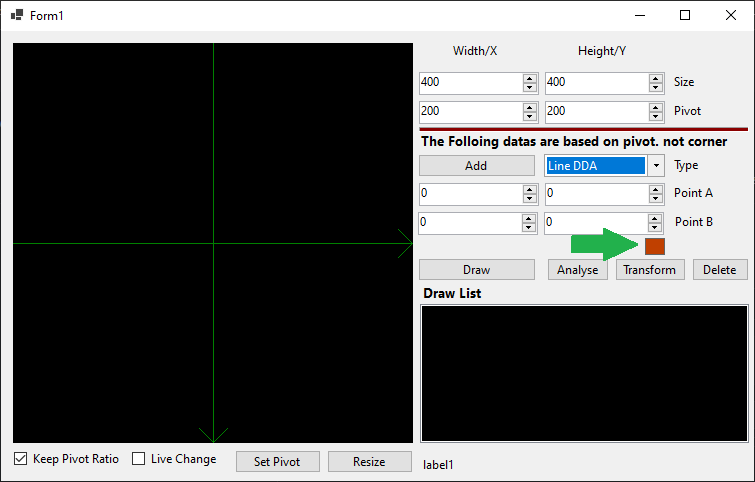 Form1
Width/X Height/Y
400 400 Size
200 200 Pivot
The Folloing datas are based on pivot. not corner
Add Line DDA Type
0 0 Point A
0 0 Point B
Draw Analyse Transform Delete
Draw List
Keep Pivot Ratio Live Change Set Pivot Resize label1